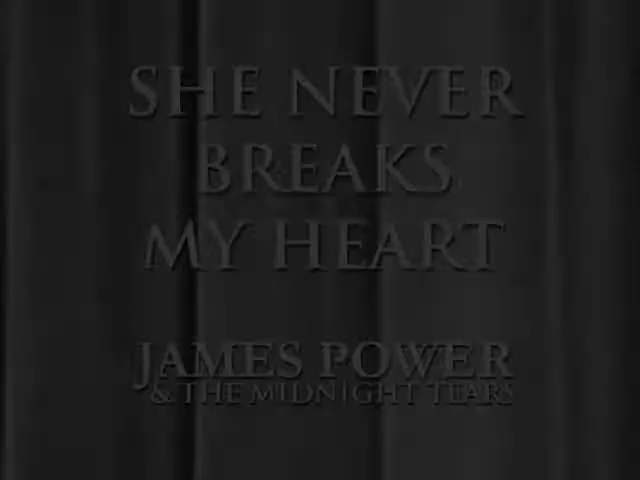 SHE NEVER
BREAKS
MY HEART
JAMES POWER
& THE MIDNIGHT TEARS